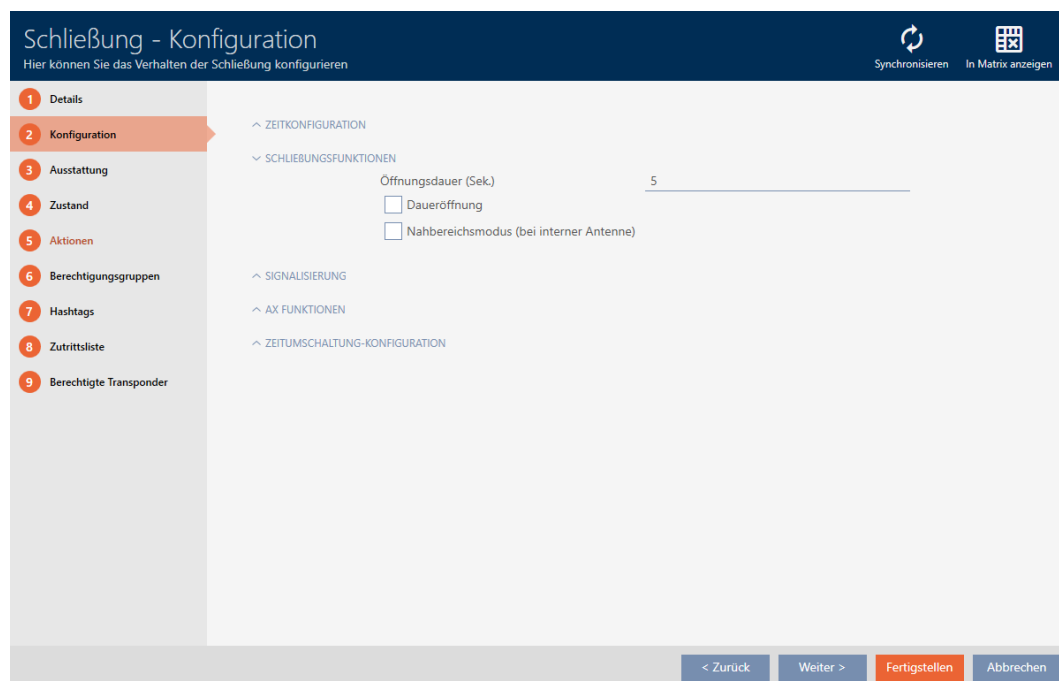 Schließung - Konfiguration
Hier können Sie das Verhalten der Schließung konfigurieren
Synchronisieren
In Matrix anzeigen
1 Details
2 Konfiguration
3 Ausstattung
4 Zustand
5 Aktionen
6 Berechtigungsgruppen
7 Hashtags
8 Zutrittsliste
9 Berechtigte Transponder
ZEITKONFIGURATION
SCHLIEßUNGSFUNKTIONEN
Öffnungsdauer (Sek.) 5
Daueröffnung
Nahbereichsmodus (bei interner Antenne)
SIGNALISIERUNG
AX FUNKTIONEN
ZEITUMSCHALTUNG-KONFIGURATION
< Zurück
Weiter >
Fertigstellen
Abbrechen